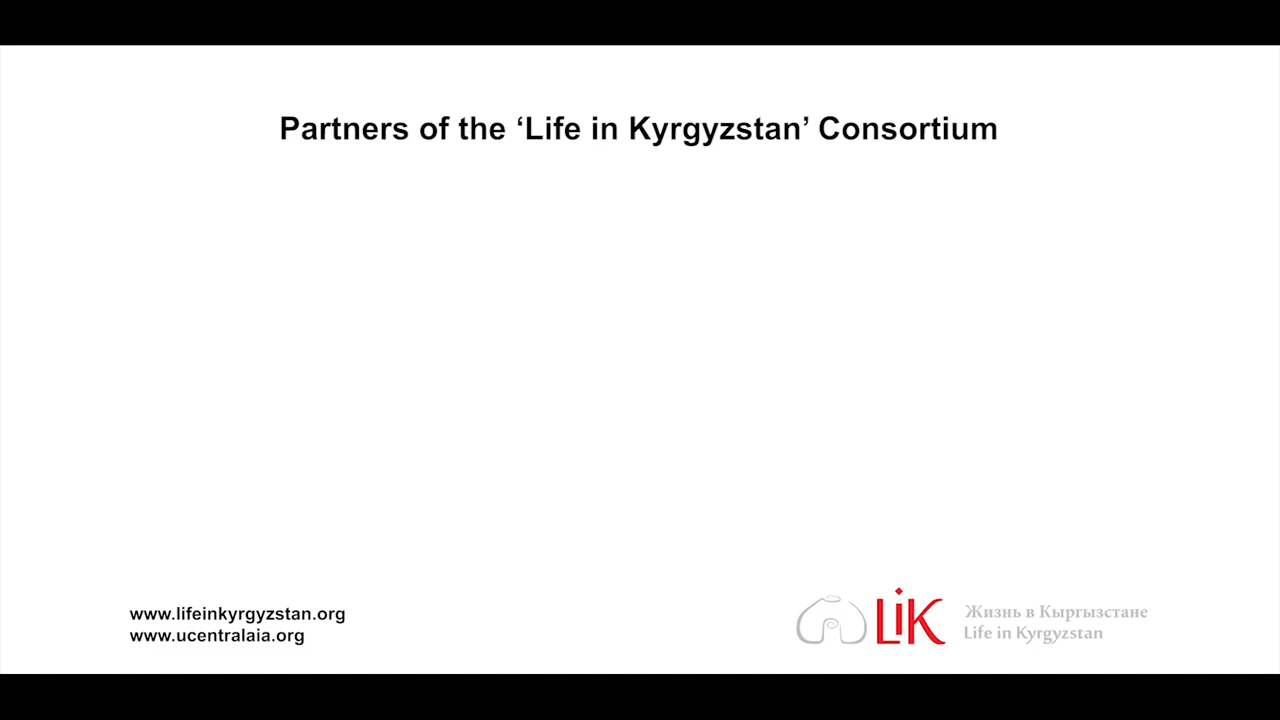 Partners of the ‘Life in Kyrgyzstan’ Consortium
www.lifeinkyrgyzstan.org
www.ucentralaia.org
LiK
Жизнь в Кыргызстане
Life in Kyrgyzstan